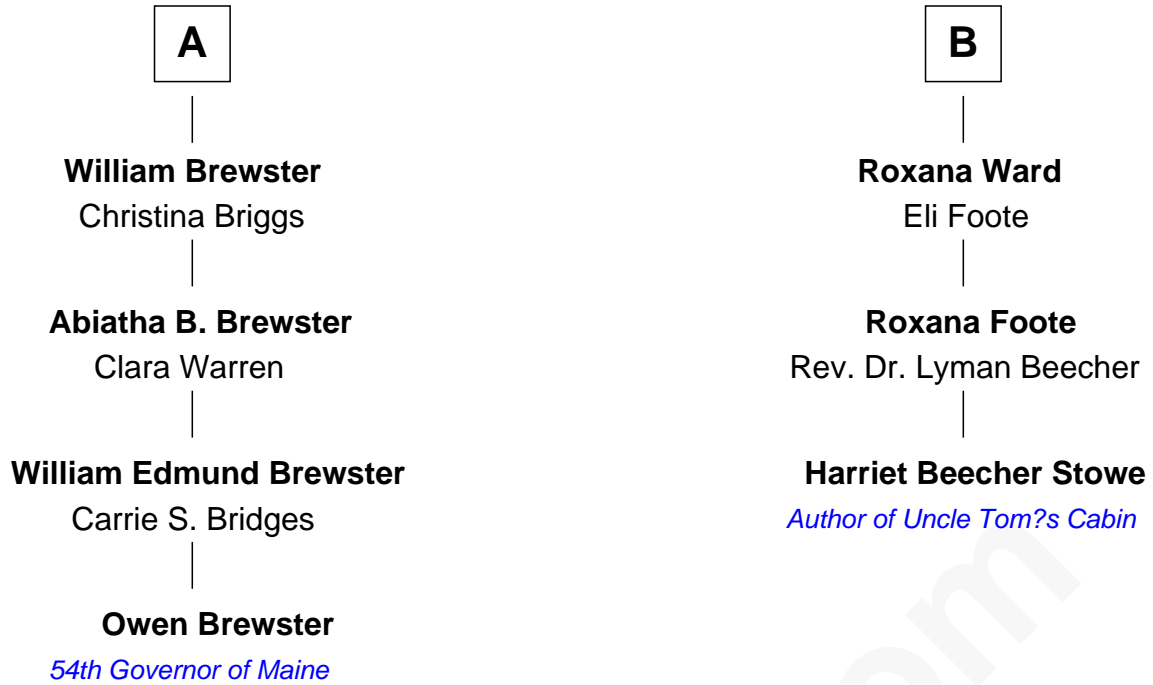 A
William Brewster
Christina Briggs
Abiatha B. Brewster
Clara Warren
William Edmund Brewster
Carrie S. Bridges
Owen Brewster
54th Governor of Maine
B
Roxana Ward
Eli Foote
Roxana Foote
Rev. Dr. Lyman Beecher
Harriet Beecher Stowe
Author of Uncle Tom?s Cabin
om